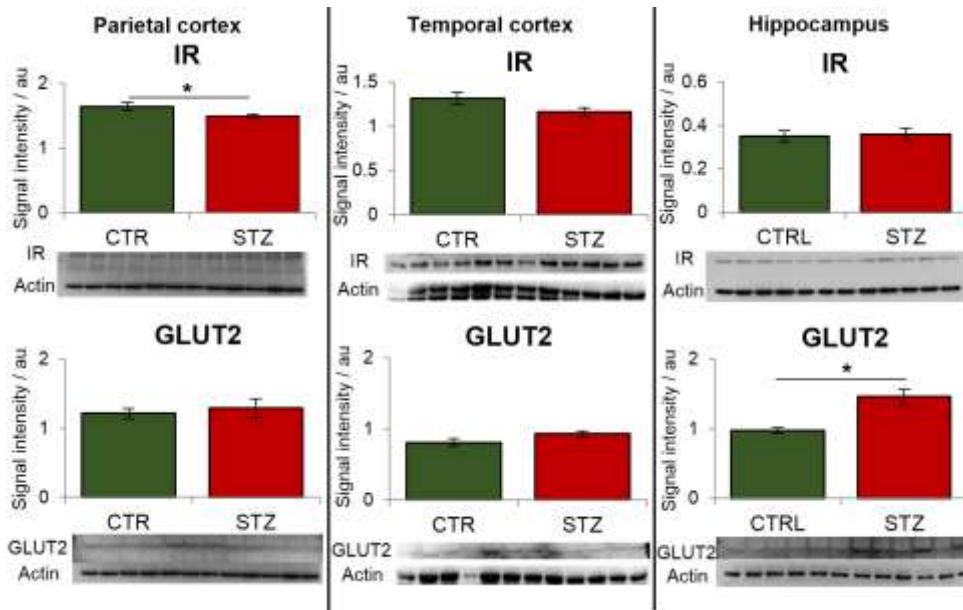 Parietal cortex
IR
Signal intensity / au
2
*
1
0
CTR STZ
IR
Actin
GLUT2
Signal intensity / au
2
1
0
CTR STZ
GLUT2
Actin
Temporal cortex
IR
Signal intensity / au
1.5
1
0.5
0
CTR STZ
IR
Actin
GLUT2
Signal intensity / au
2
1
0
CTR STZ
GLUT2
Actin
Hippocampus
IR
Signal intensity / au
0.6
0.4
0.2
0
CTRL STZ
IR
Actin
GLUT2
Signal intensity / au
2
*
1
0
CTRL STZ
GLUT2
Actin